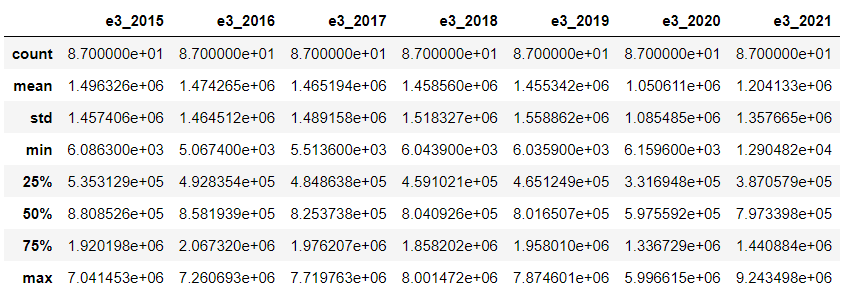 e3_2015 e3_2016 e3_2017 e3_2018 e3_2019 e3_2020 e3_2021
count 8.700000e+01 8.700000e+01 8.700000e+01 8.700000e+01 8.700000e+01 8.700000e+01 8.700000e+01
mean 1.496326e+06 1.474265e+06 1.465194e+06 1.458560e+06 1.455342e+06 1.050611e+06 1.204133e+06
std 1.457406e+06 1.464512e+06 1.489158e+06 1.518327e+06 1.558862e+06 1.085485e+06 1.357665e+06
min 6.086300e+03 5.067400e+03 5.513600e+03 6.043900e+03 6.035900e+03 6.159600e+03 1.290482e+04
25% 5.353129e+05 4.928354e+05 4.848638e+05 4.591021e+05 4.651249e+05 3.316948e+05 3.870579e+05
50% 8.808526e+05 8.581939e+05 8.253738e+05 8.040926e+05 8.016507e+05 5.975592e+05 7.973398e+05
75% 1.920198e+06 2.067320e+06 1.976207e+06 1.858202e+06 1.958010e+06 1.336729e+06 1.440884e+06
max 7.041453e+06 7.260693e+06 7.719763e+06 8.001472e+06 7.874601e+06 5.996615e+06 9.243498e+06